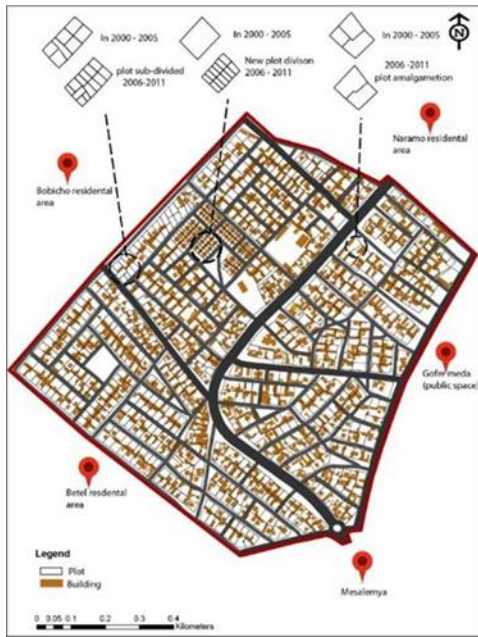 In 2000 - 2005
In 2000 - 2005
In 2000 - 2005
N
plot sub-divided
2006-2011
New plot divison
2006 - 2011
2006 -2011
plot amalgametion
Naramo residental
area
Bobicho residental
area
Gofer meda
(public space)
Betel resdental
area
Mesalemya
Legend
Plot
Building
0 0.05 0.1 0.2 0.3 0.4
Kilometers